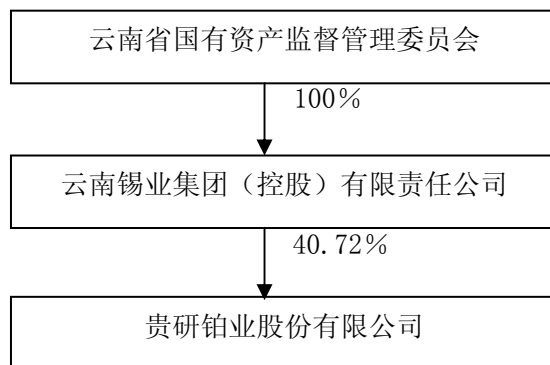 云南省国有资产监督管理委员会
100％
云南锡业集团（控股）有限责任公司
40.72％
贵研铂业股份有限公司